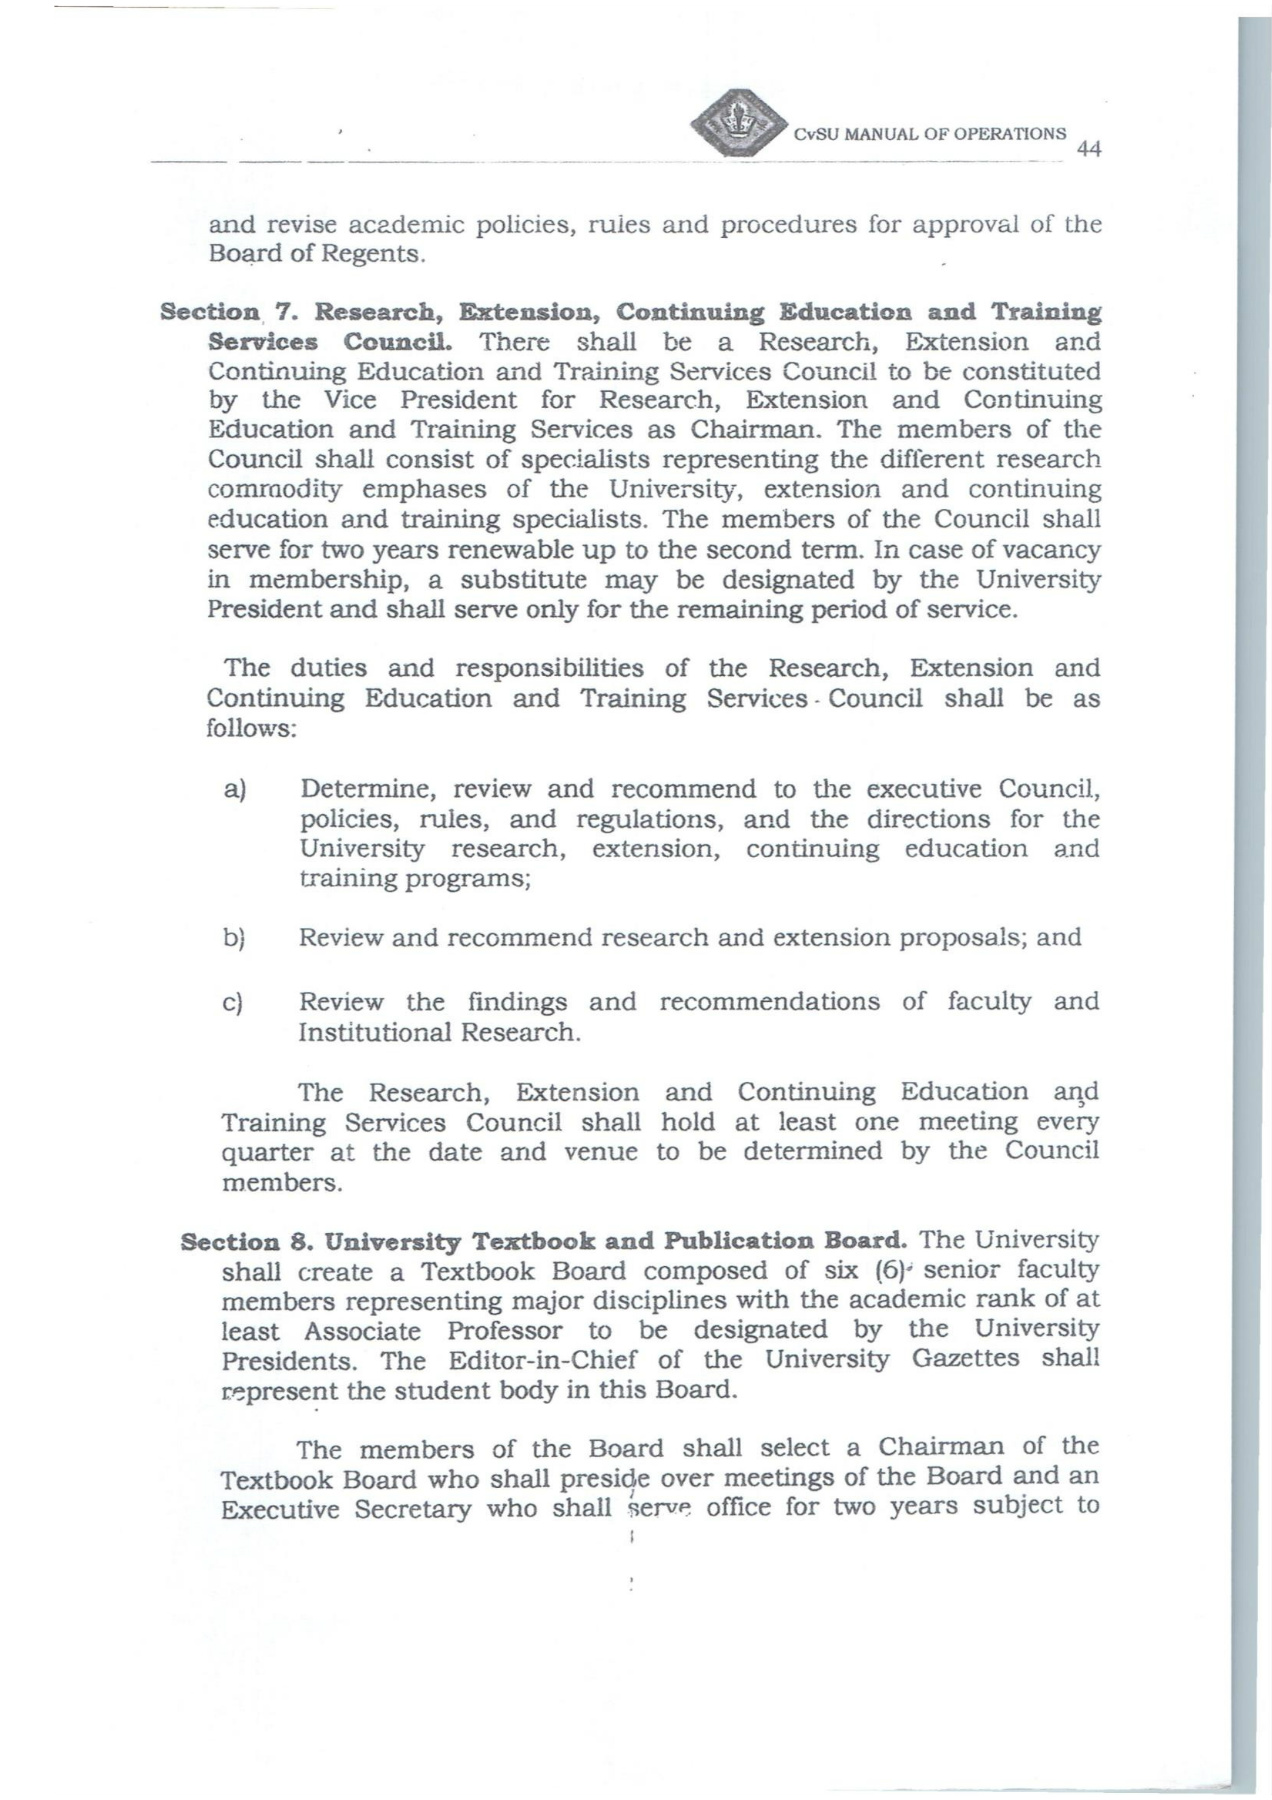 CvSU MANUAL OF OPERATIONS
44
and revise academic policies, rules and procedures for approval of the
Board of Regents.
Section 7. Research, Extension, Continuing Education and Training
Services Council. There shall be a Research, Extension and
Continuing Education and Training Services Council to be constituted
by the Vice President for Research, Extension and Continuing
Education and Training Services as Chairman. The members of the
Council shall consist of specialists representing the different research
commodity emphases of the University, extension and continuing
education and training specialists. The members of the Council shall
serve for two years renewable up to the second term. In case of vacancy
in membership, a substitute may be designated by the University
President and shall serve only for the remaining period of service.
The duties and responsibilities of the Research, Extension and
Continuing Education and Training Services Council shall be as
follows:
a) Determine, review and recommend to the executive Council,
policies, rules, and regulations, and the directions for the
University research, extension, continuing education and
training programs;
b) Review and recommend research and extension proposals; and
c) Review the findings and recommendations of faculty and
Institutional Research.
The Research, Extension and Continuing Education and
Training Services Council shall hold at least one meeting every
quarter at the date and venue to be determined by the Council
members.
Section 8. University Textbook and Publication Board. The University
shall create a Textbook Board composed of six (6) senior faculty
members representing major disciplines with the academic rank of at
least Associate Professor to be designated by the University
Presidents. The Editor-in-Chief of the University Gazettes shall
represent the student body in this Board.
The members of the Board shall select a Chairman of the
Textbook Board who shall preside over meetings of the Board and an
Executive Secretary who shall serve office for two years subject to